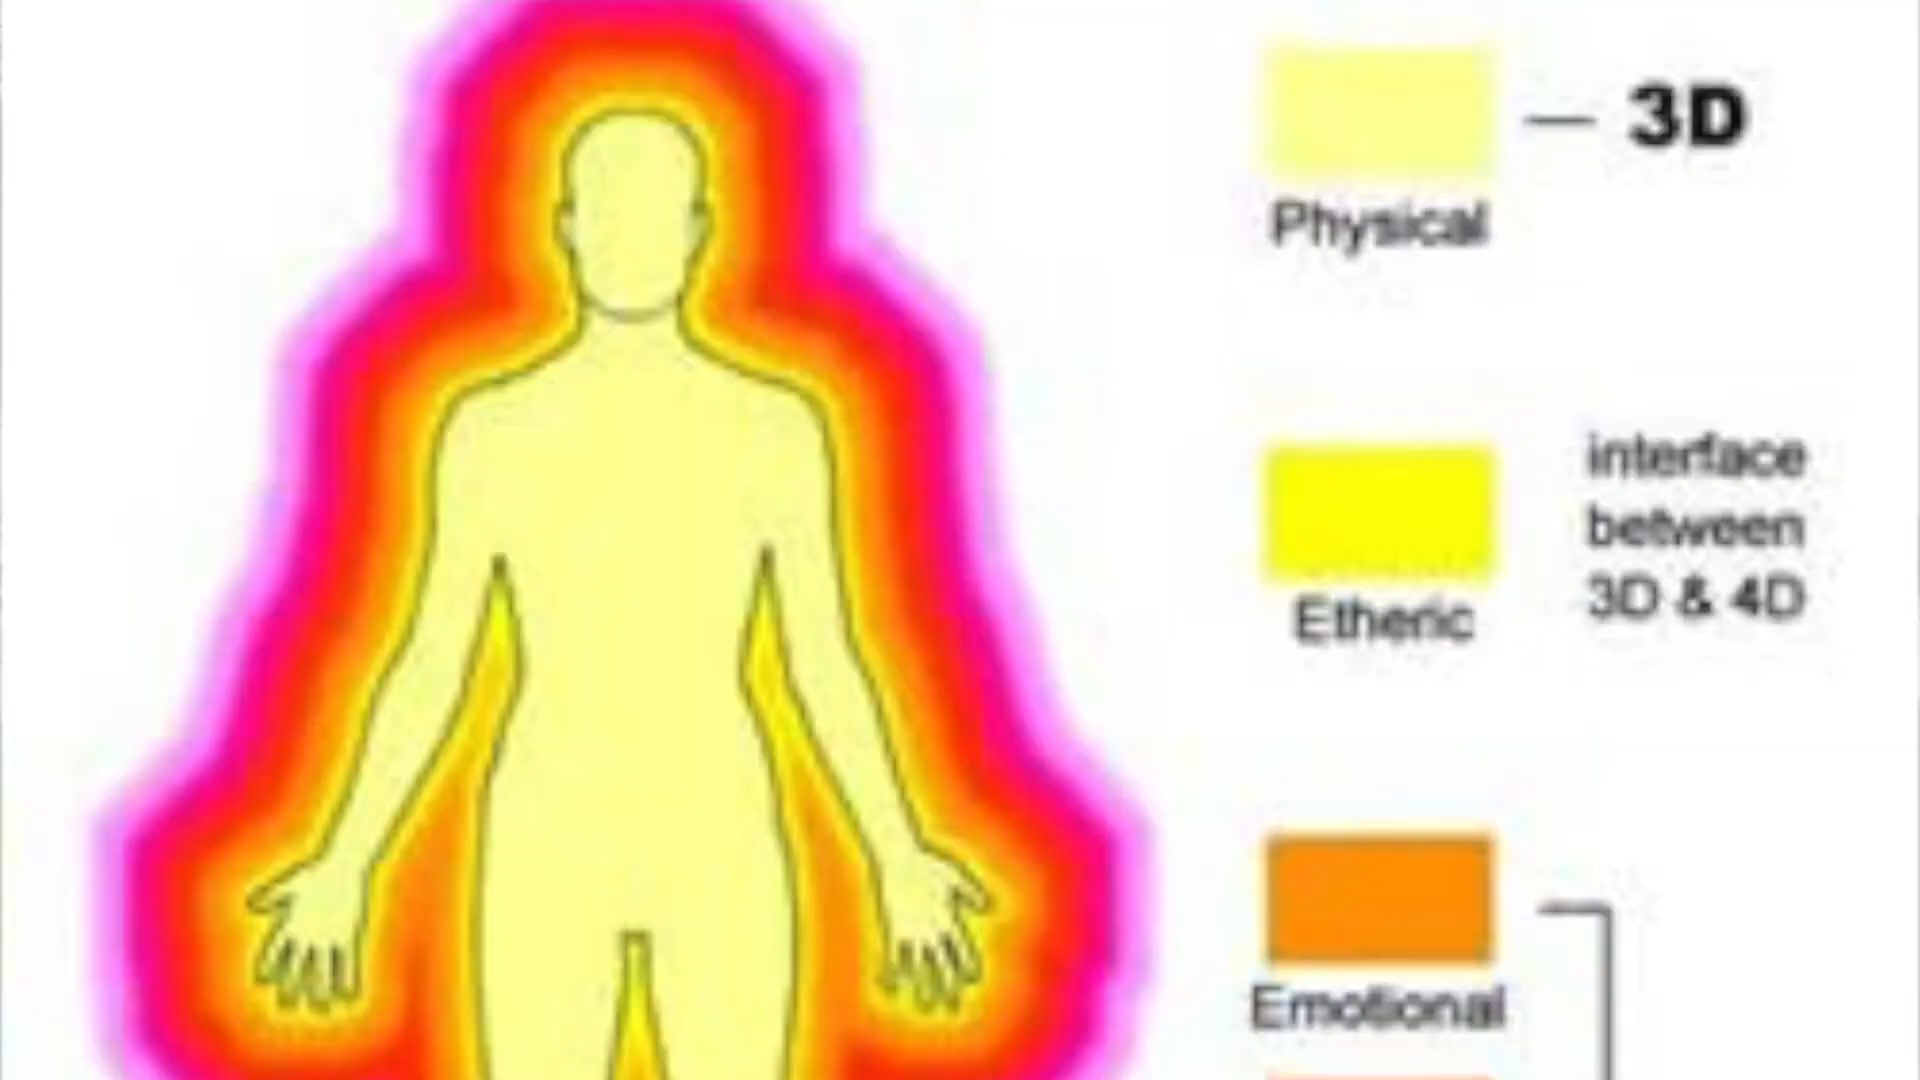 3D
Physical
interface
between
3D & 4D
Etheric
Emotional